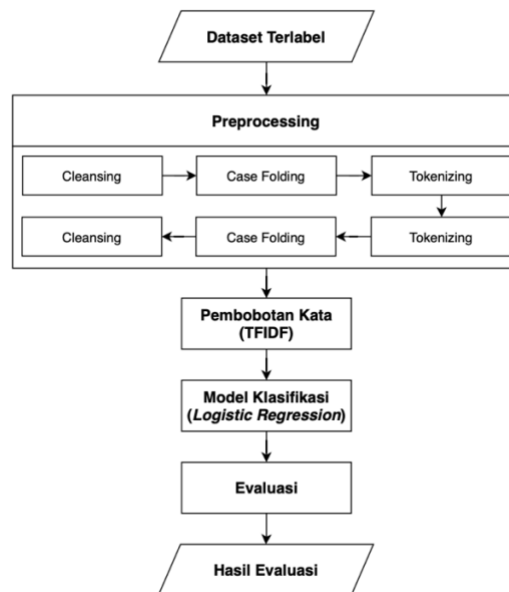 Dataset Terlabel
Preprocessing
Cleansing
Case Folding
Tokenizing
Cleansing
Case Folding
Tokenizing
Pembobotan Kata
(TFIDF)
Model Klasifikasi
(Logistic Regression)
Evaluasi
Hasil Evaluasi